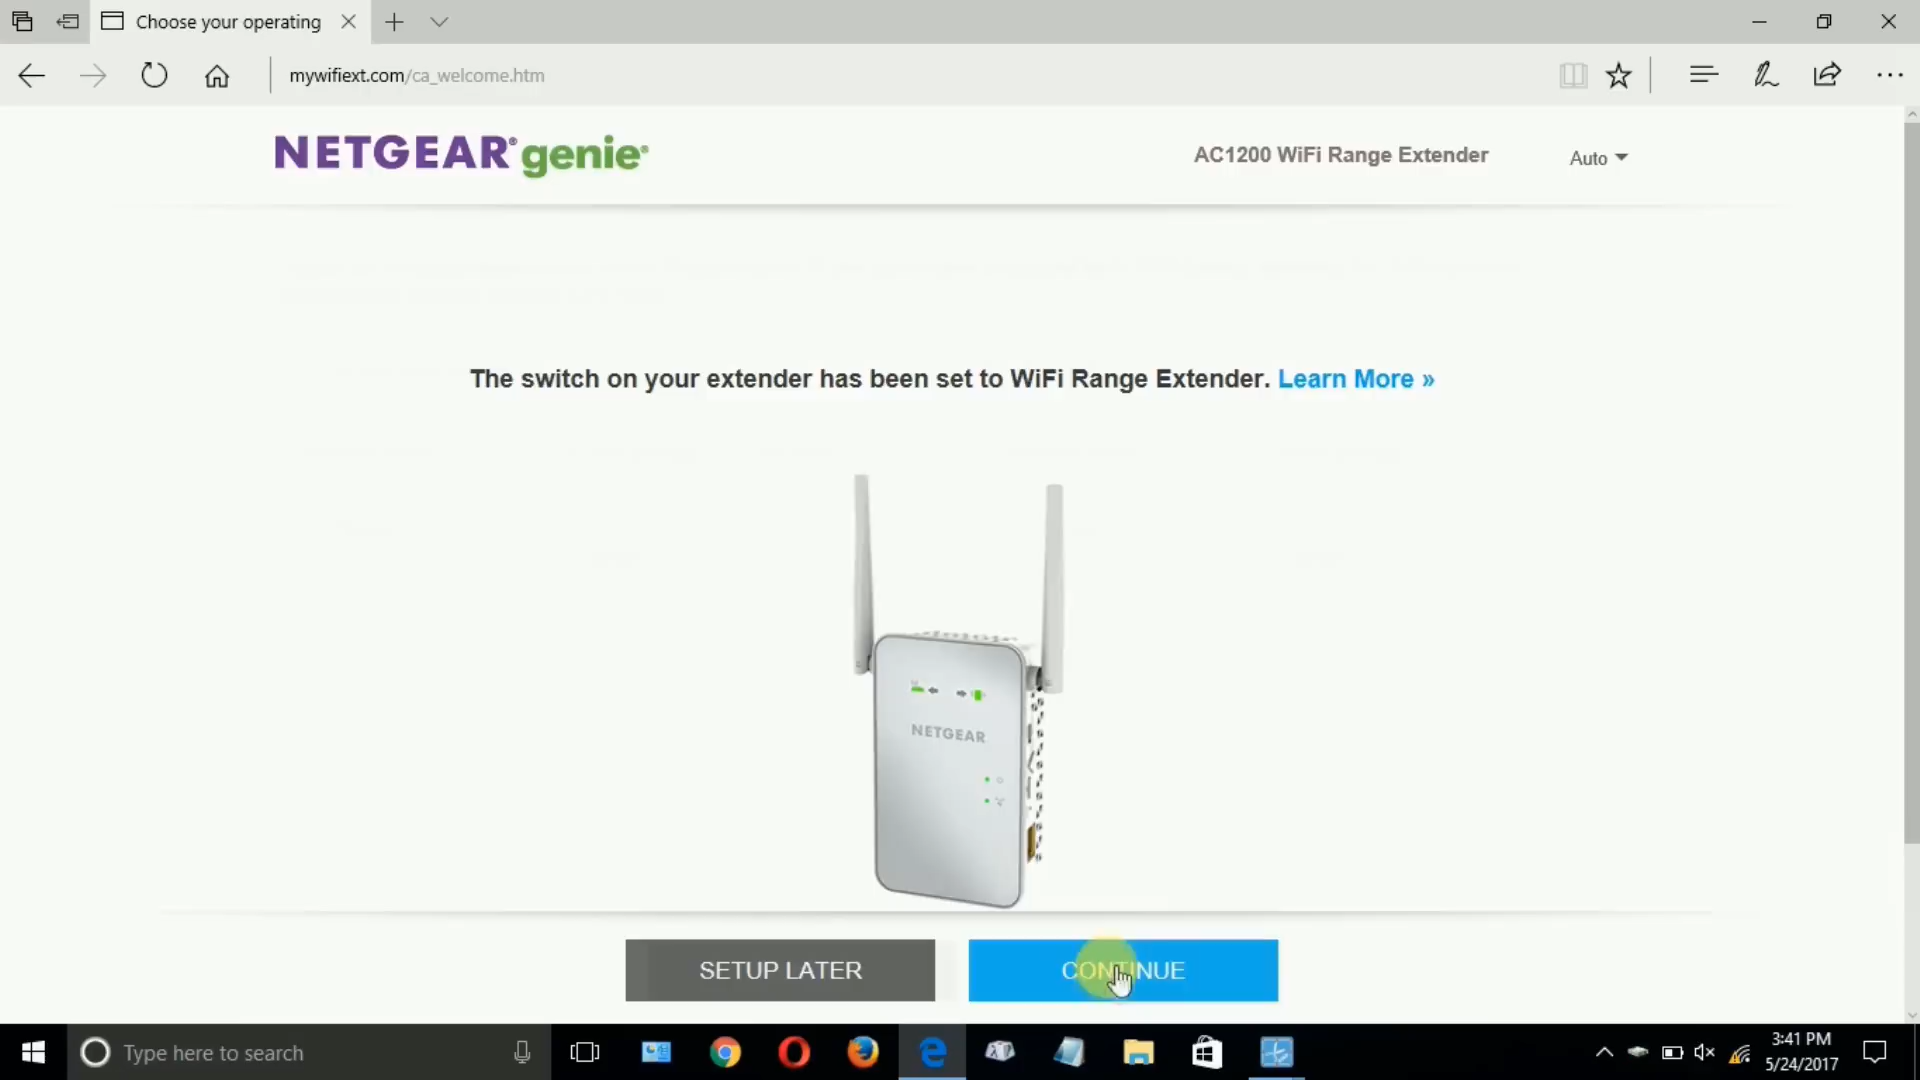 Choose your operating
mywifiext.com/ca_welcome.htm
NETGEAR® genie®
AC1200 WiFi Range Extender
Auto
The switch on your extender has been set to WiFi Range Extender. Learn More »
NETGEAR
SETUP LATER
CONTINUE
Type here to search
3:41 PM
5/24/2017